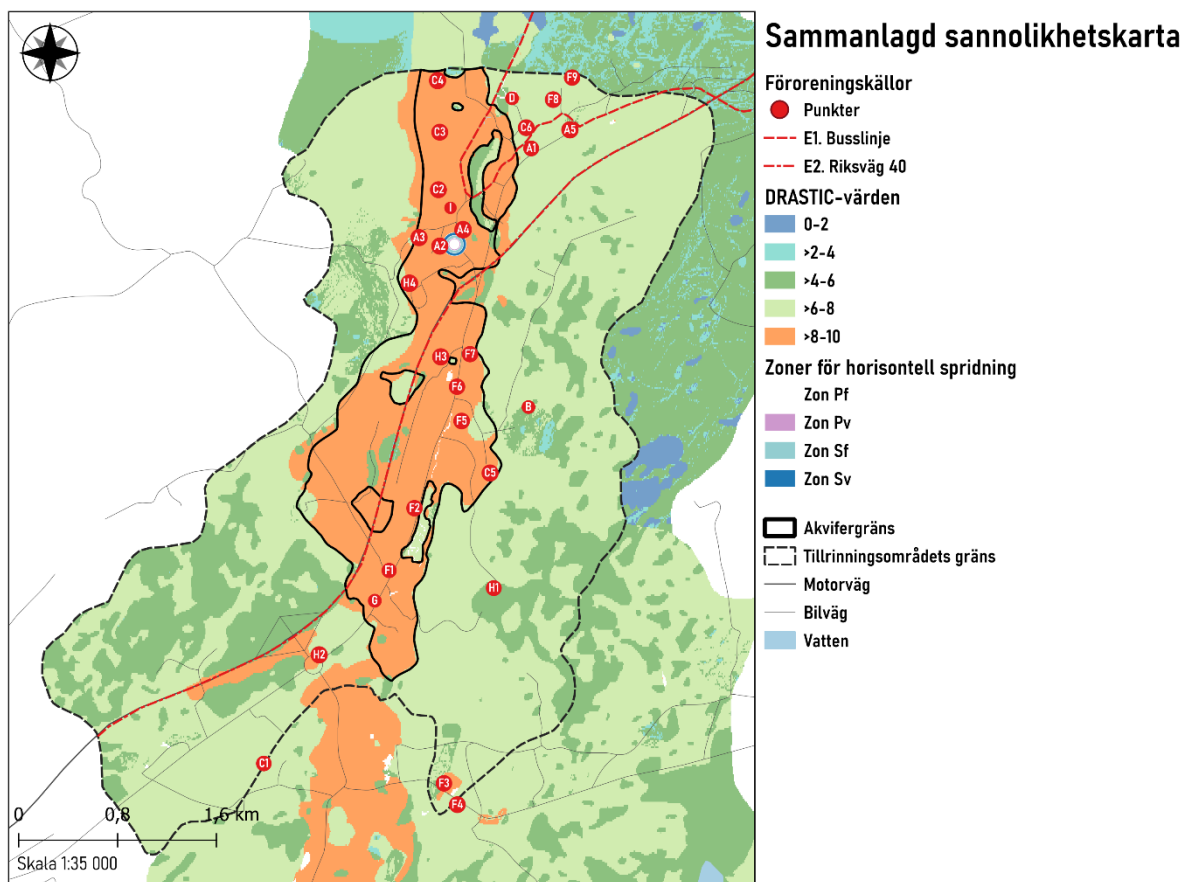 Sammanlagd sannolikhetskarta
Föroreningskällor
Punkter
E1. Busslinje
E2. Riksväg 40
DRASTIC-värden
0-2
>2-4
>4-6
>6-8
>8-10
Zoner för horisontell spridning
Zon Pf
Zon Pv
Zon Sf
Zon Sv
Akvifergräns
Tillrinningsområdets gräns
Motorväg
Bilväg
Vatten
C4
F9
D
F8
C3
C6
A5
A1
C2
I
A4
A3
A2
H4
H3
F7
F6
B
F5
C5
F2
F1
H1
G
H2
C1
F3
F4
0 0,8 1,6 km
Skala 1:35 000